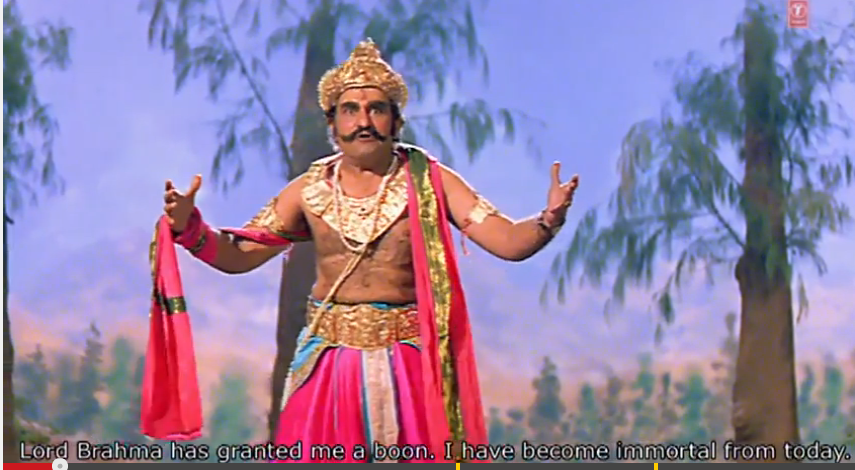 Lord Brahma has granted me a boon. I have become immortal from today.